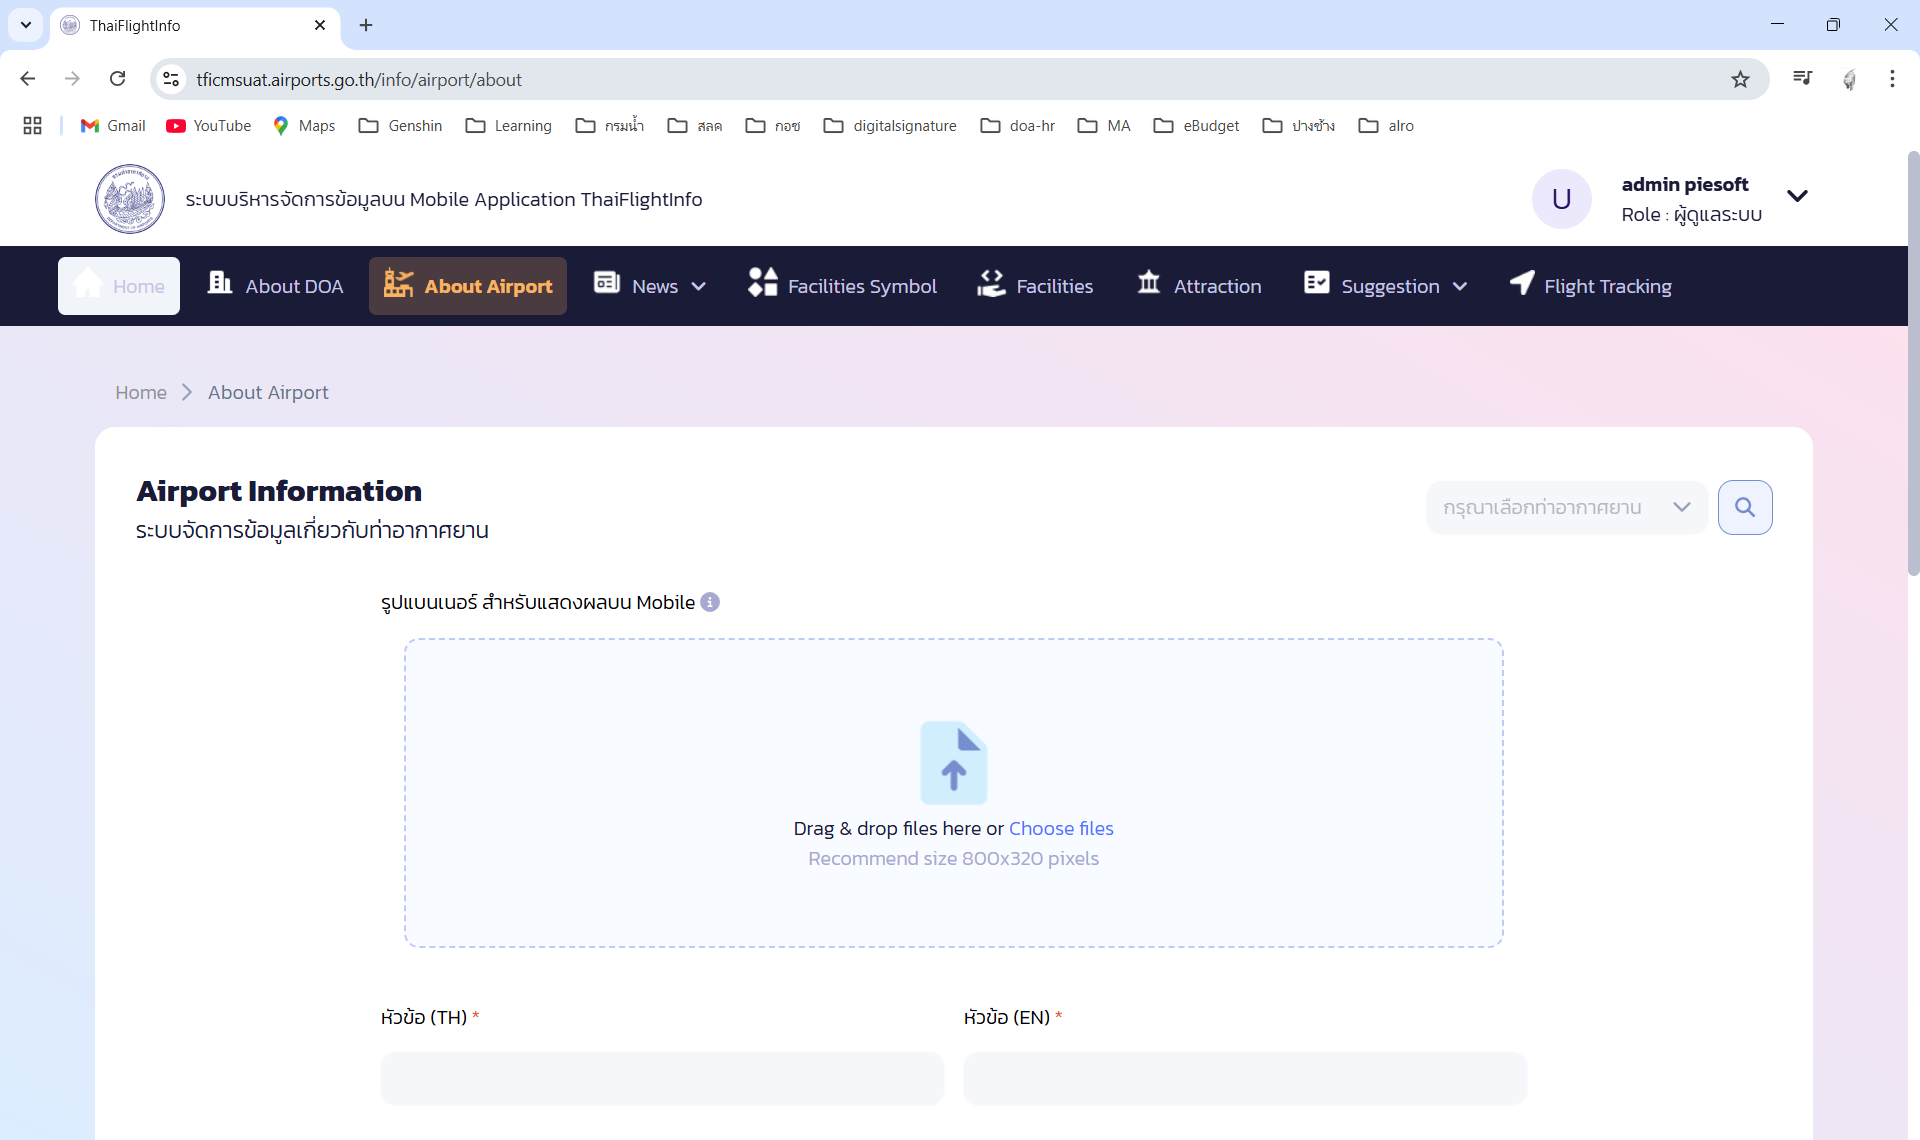 ThaiFlightInfo
tficmsuat.airports.go.th/info/airport/about
Gmail YouTube Maps Genshin Learning กรมน้ำ สลค กอช digitalsignature doa-hr MA eBudget ปางช้าง alro
ระบบบริหารจัดการข้อมูลบน Mobile Application ThaiFlightInfo
U
admin piesoft
Role : ผู้ดูแลระบบ
Home About DOA About Airport News Facilities Symbol Facilities Attraction Suggestion Flight Tracking
Home About Airport
Airport Information
ระบบจัดการข้อมูลเกี่ยวกับท่าอากาศยาน
กรุณาเลือกท่าอากาศยาน
รูปแบนเนอร์ สำหรับแสดงผลบน Mobile
Drag & drop files here or Choose files
Recommend size 800x320 pixels
หัวข้อ (TH) *
หัวข้อ (EN) *